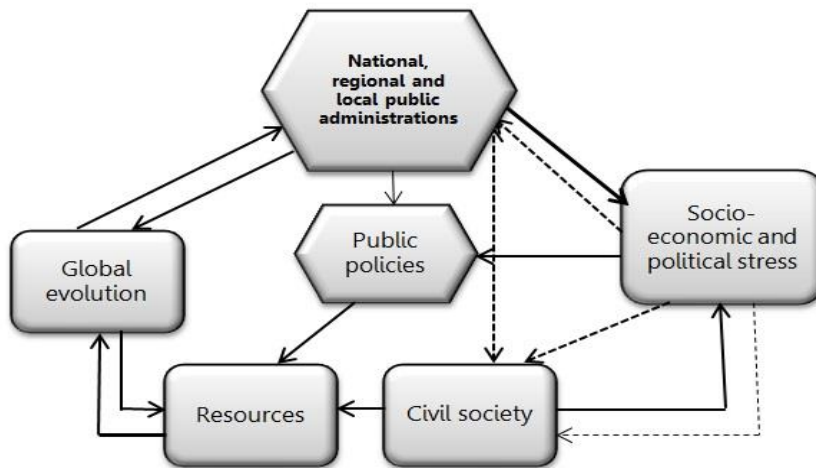 National,
regional and
local public
administrations
Socio-
economic and
political stress
Public
policies
Global
evolution
Resources
Civil society